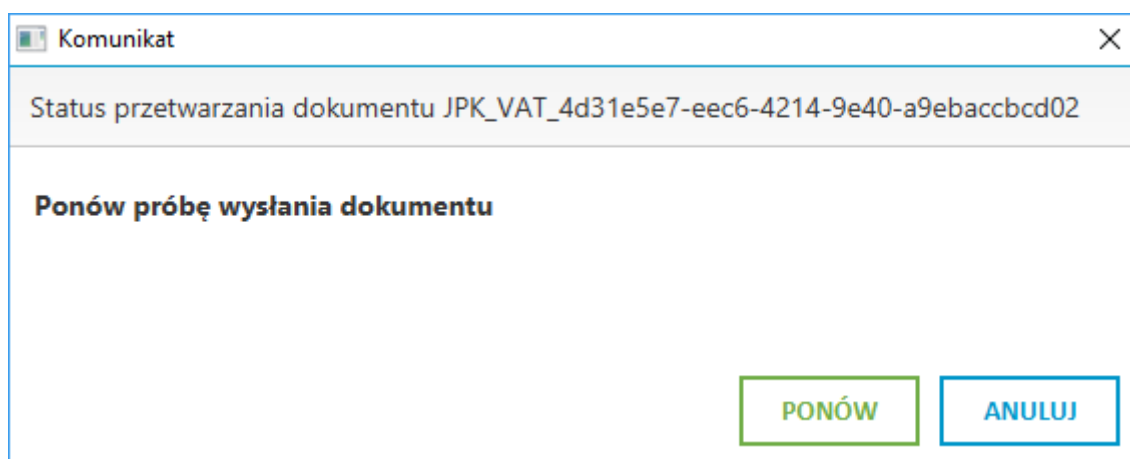 Komunikat
Status przetwarzania dokumentu JPK_VAT_4d31e5e7-eec6-4214-9e40-a9ebaccbcd02
Ponów próbę wysłania dokumentu
PONÓW ANULUJ